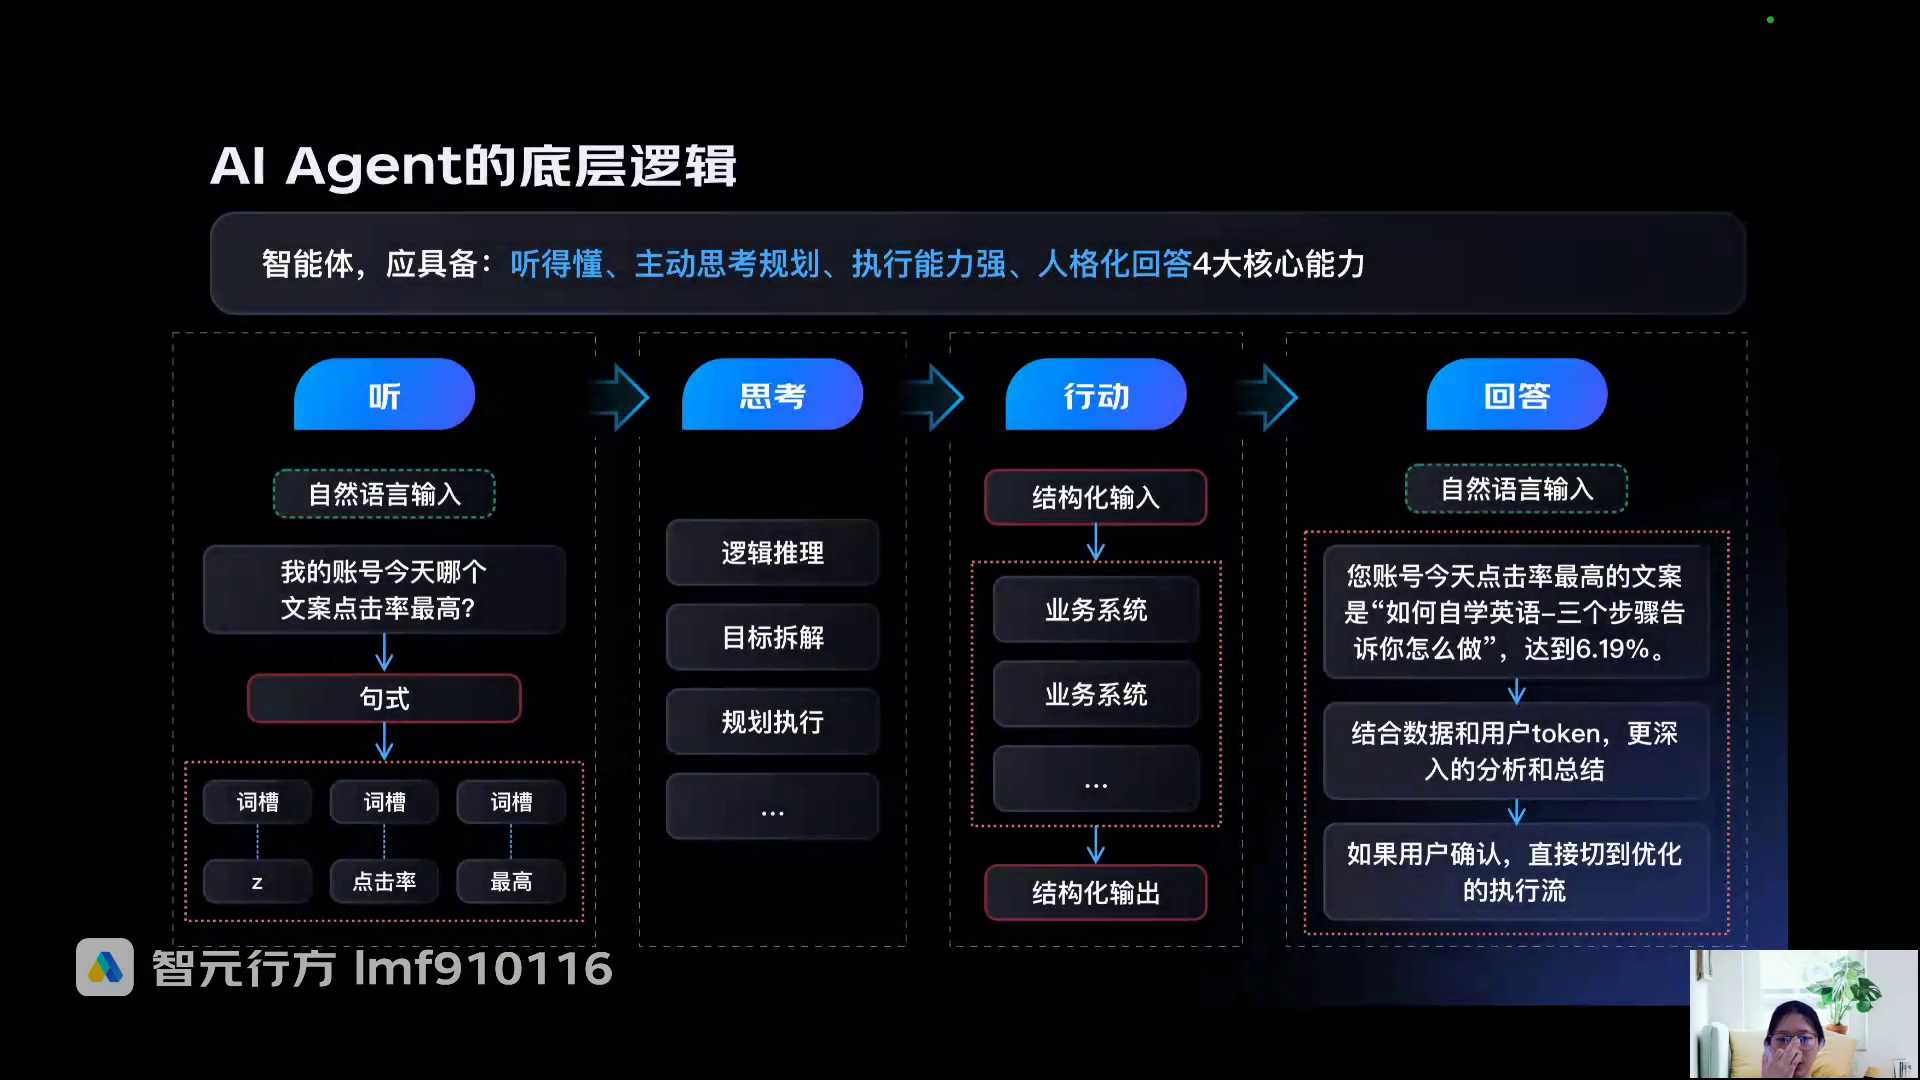 AI Agent的底层逻辑
智能体，应具备：听得懂、主动思考规划、执行能力强、人格化回答4大核心能力
听
自然语言输入
我的账号今天哪个
文案点击率最高?
句式
词槽 词槽 词槽
z 点击率 最高
思考
逻辑推理
目标拆解
规划执行
...
行动
结构化输入
业务系统
业务系统
...
结构化输出
回答
自然语言输入
您账号今天点击率最高的文案
是“如何自学英语–三个步骤告
诉你怎么做”，达到6.19%。
结合数据和用户token，更深
入的分析和总结
如果用户确认，直接切到优化
的执行流
智元行方 lmf910116